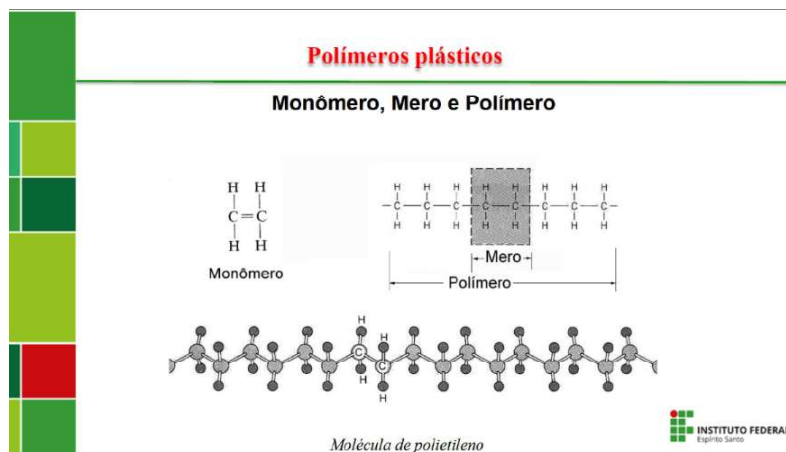 Polímeros plásticos
Monômero, Mero e Polímero
H H
C=C
H H
Monômero
H H H H H H H H
C C C C C C C C
H H H H H H H H
Mero
Polímero
H
H
C
C
H
H
Molécula de polietileno
INSTITUTO FEDERAL
Espírito Santo